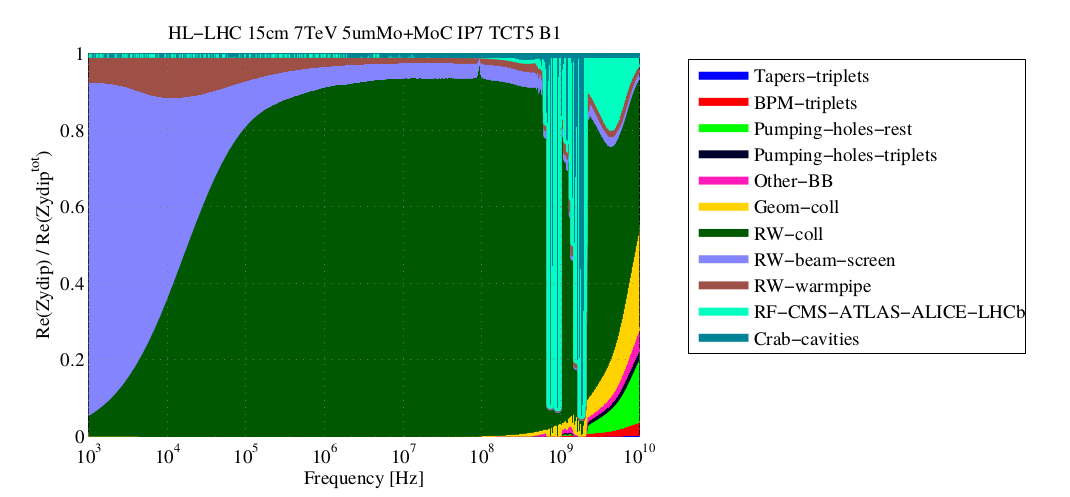 HL−LHC 15cm 7TeV 5umMo+MoC IP7 TCT5 B1
Re(Zydip) / Re(Zydip^tot)
1
0.8
0.6
0.4
0.2
0
10^3 10^4 10^5 10^6 10^7 10^8 10^9 10^10
Frequency [Hz]
Tapers−triplets
BPM−triplets
Pumping−holes−rest
Pumping−holes−triplets
Other−BB
Geom−coll
RW−coll
RW−beam−screen
RW−warmpipe
RF−CMS−ATLAS−ALICE−LHCb
Crab−cavities